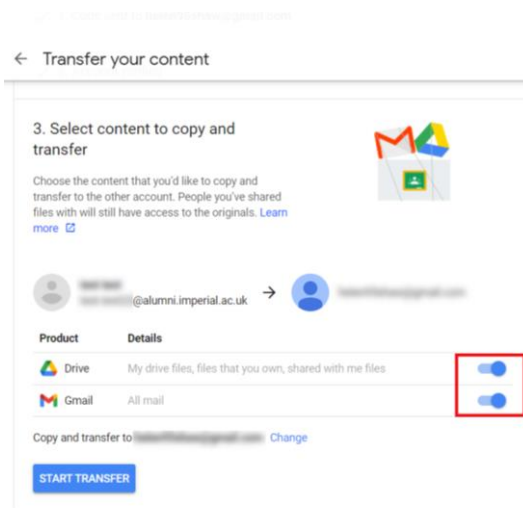 Transfer your content
3. Select content to copy and
transfer
Choose the content that you'd like to copy and
transfer to the other account. People you've shared
files with will still have access to the originals. Learn
more
@alumni.imperial.ac.uk
Product Details
Drive My drive files, files that you own, shared with me files
Gmail All mail
Copy and transfer to Change
START TRANSFER